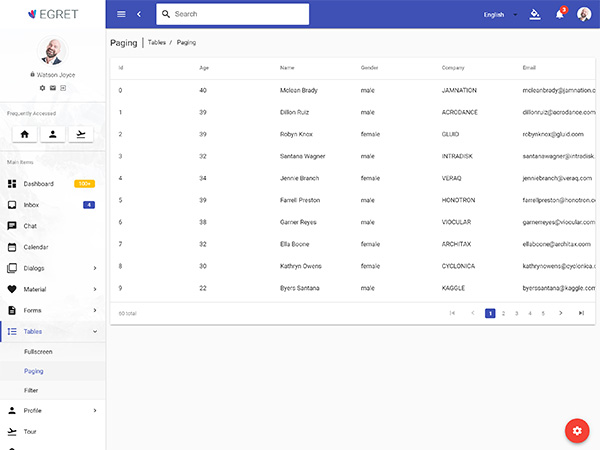 EGRET
Search
English
3
Watson Joyce
Frequently Accessed
Main Items
Dashboard 100+
Inbox 4
Chat
Calendar
Dialogs
Material
Forms
Tables
Fullscreen
Paging
Filter
Profile
Tour
Paging Tables / Paging
Id Age Name Gender Company Email
0 40 Mclean Brady male JAMNATION mcleanbrady@jamnation.c
1 39 Dillon Ruiz male ACRODANCE dillonruiz@acrodance.com
2 39 Robyn Knox female GLUID robynknox@gluid.com
3 32 Santana Wagner male INTRADISK santanawagner@intradisk.
4 34 Jennie Branch female VERAQ jenniebranch@veraq.com
5 39 Farrell Preston male HONOTRON farrellpreston@honotron.c
6 38 Garner Reyes male VIOCULAR garnerreyes@viocular.com
7 32 Ella Boone female ARCHITAX ellaboone@architax.com
8 30 Kathryn Owens female CYCLONICA kathrynowens@cyclonica.
9 22 Byers Santana male KAGGLE byerssantana@kaggle.com
60 total 1 2 3 4 5